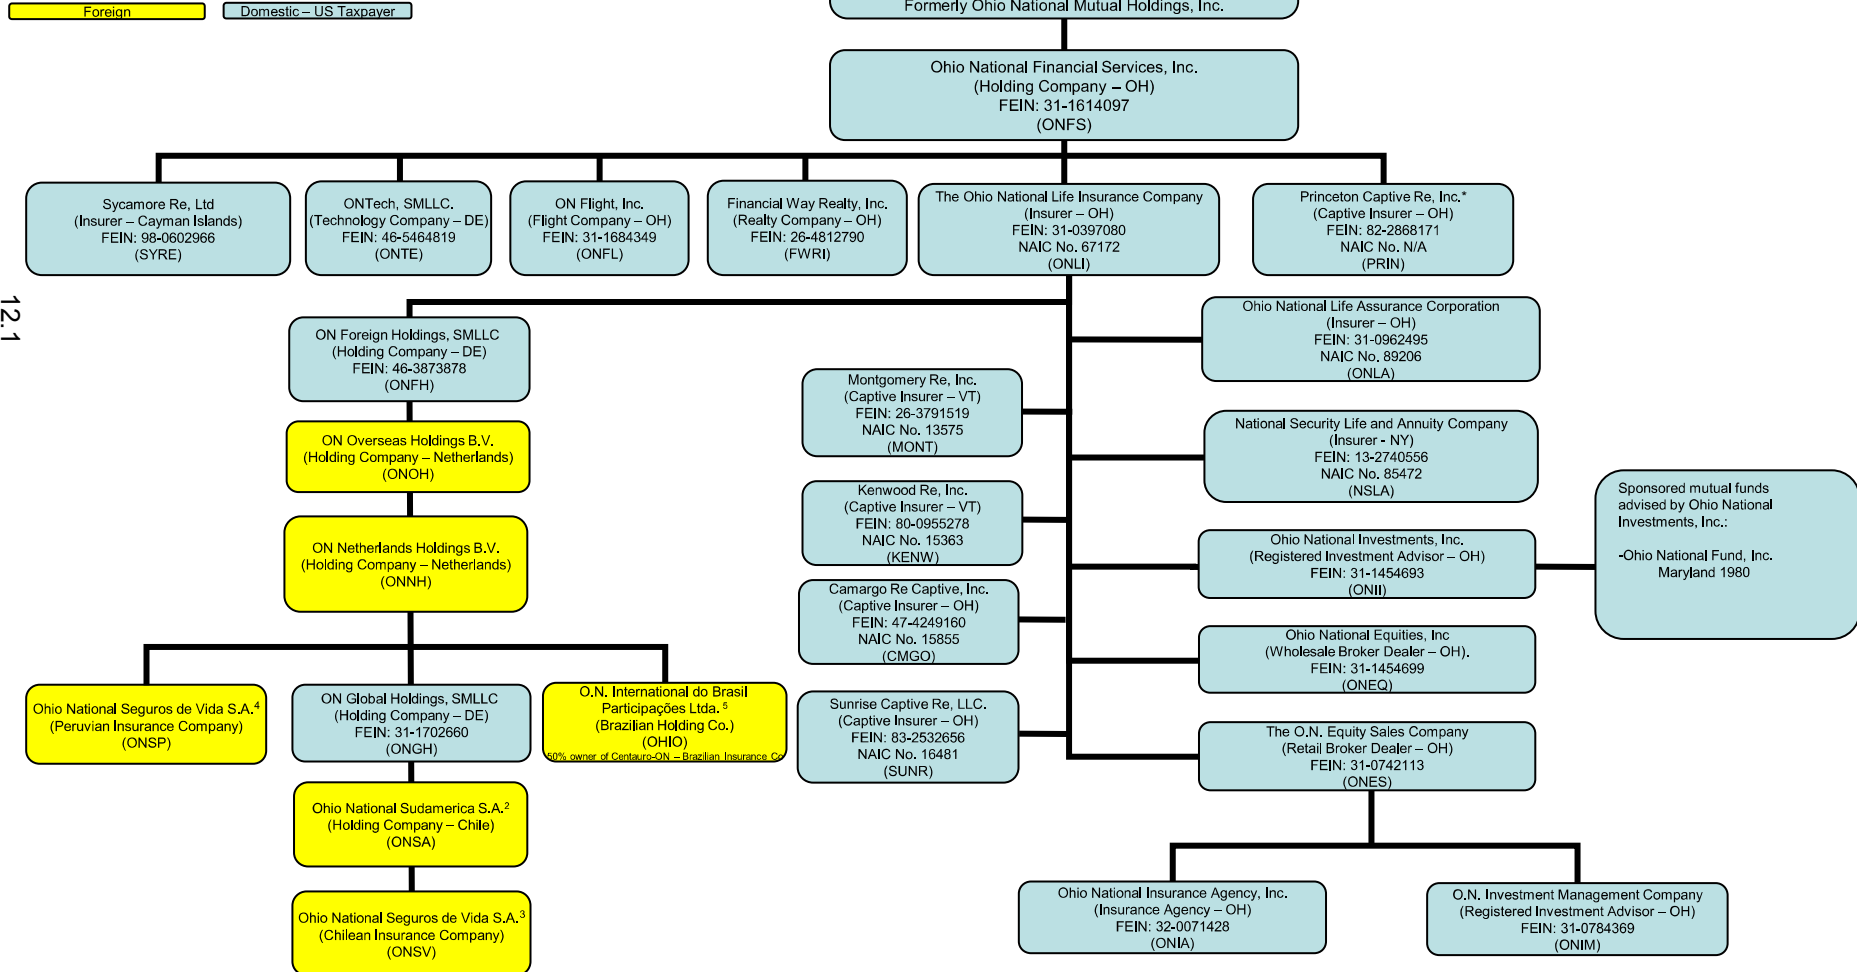 Foreign
Domestic – US Taxpayer
Formerly Ohio National Mutual Holdings, Inc.
Ohio National Financial Services, Inc.
(Holding Company – OH)
FEIN: 31-1614097
(ONFS)
Sycamore Re, Ltd
(Insurer – Cayman Islands)
FEIN: 98-0602966
(SYRE)
ONTech, SMLLC.
(Technology Company – DE)
FEIN: 46-5464819
(ONTE)
ON Flight, Inc.
(Flight Company – OH)
FEIN: 31-1684349
(ONFL)
Financial Way Realty, Inc.
(Realty Company – OH)
FEIN: 26-4812790
(FWRI)
The Ohio National Life Insurance Company
(Insurer – OH)
FEIN: 31-0397080
NAIC No. 67172
(ONLI)
Princeton Captive Re, Inc.*
(Captive Insurer – OH)
FEIN: 82-2868171
NAIC No. N/A
(PRIN)
12.1
ON Foreign Holdings, SMLLC
(Holding Company – DE)
FEIN: 46-3873878
(ONFH)
ON Overseas Holdings B.V.
(Holding Company – Netherlands)
(ONOH)
ON Netherlands Holdings B.V.
(Holding Company – Netherlands)
(ONNH)
Ohio National Seguros de Vida S.A.⁴
(Peruvian Insurance Company)
(ONSP)
ON Global Holdings, SMLLC
(Holding Company – DE)
FEIN: 31-1702660
(ONGH)
O.N. International do Brasil
Participações Ltda. ⁵
(Brazilian Holding Co.)
(OHIO)
50% owner of Centauro-ON – Brazilian Insurance Co
Ohio National Sudamerica S.A.²
(Holding Company – Chile)
(ONSA)
Ohio National Seguros de Vida S.A.³
(Chilean Insurance Company)
(ONSV)
Montgomery Re, Inc.
(Captive Insurer – VT)
FEIN: 26-3791519
NAIC No. 13575
(MONT)
Kenwood Re, Inc.
(Captive Insurer – VT)
FEIN: 80-0955278
NAIC No. 15363
(KENW)
Camargo Re Captive, Inc.
(Captive Insurer – OH)
FEIN: 47-4249160
NAIC No. 15855
(CMGO)
Sunrise Captive Re, LLC.
(Captive Insurer – OH)
FEIN: 83-2532656
NAIC No. 16481
(SUNR)
Ohio National Life Assurance Corporation
(Insurer – OH)
FEIN: 31-0962495
NAIC No. 89206
(ONLA)
National Security Life and Annuity Company
(Insurer - NY)
FEIN: 13-2740556
NAIC No. 85472
(NSLA)
Ohio National Investments, Inc.
(Registered Investment Advisor – OH)
FEIN: 31-1454693
(ONII)
Sponsored mutual funds
advised by Ohio National
Investments, Inc.:
-Ohio National Fund, Inc.
Maryland 1980
Ohio National Equities, Inc
(Wholesale Broker Dealer – OH).
FEIN: 31-1454699
(ONEQ)
The O.N. Equity Sales Company
(Retail Broker Dealer – OH)
FEIN: 31-0742113
(ONES)
Ohio National Insurance Agency, Inc.
(Insurance Agency – OH)
FEIN: 32-0071428
(ONIA)
O.N. Investment Management Company
(Registered Investment Advisor – OH)
FEIN: 31-0784369
(ONIM)